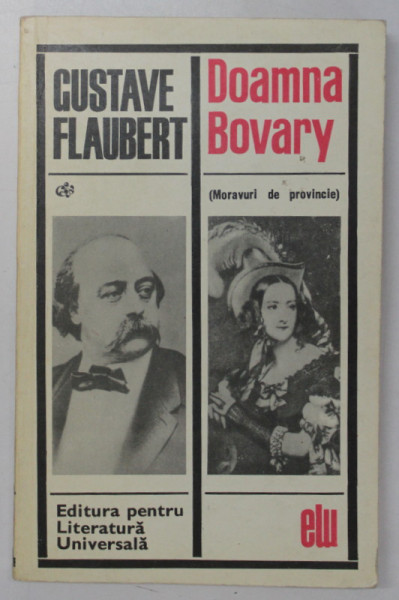 GUSTAVE
FLAUBERT
Doamna
Bovary
(Moravuri de provincie)
Editura pentru
Literatură
Universală
elu